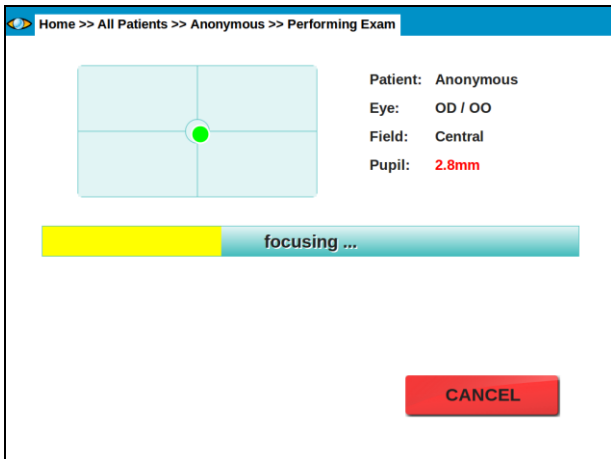 Home >> All Patients >> Anonymous >> Performing Exam
Patient: Anonymous
Eye: OD / OO
Field: Central
Pupil: 2.8mm
focusing ...
CANCEL